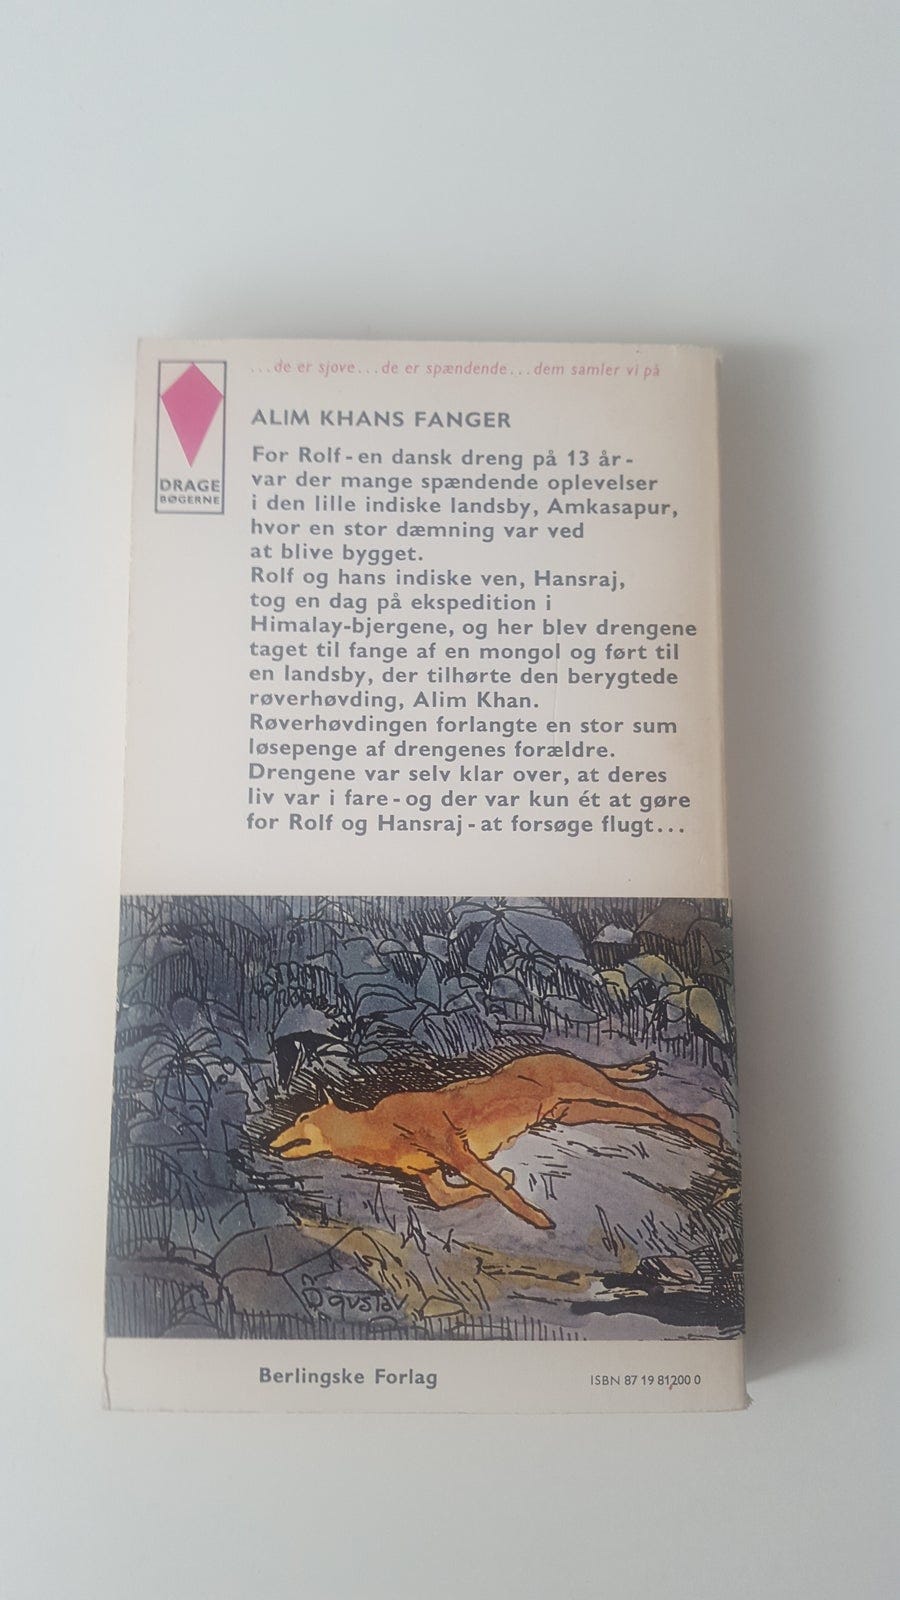 ...de er sjove...de er spændende...dem samler vi på
DRAGE
BØGERNE
ALIM KHANS FANGER
For Rolf - en dansk dreng på 13 år -
var der mange spændende oplevelser
i den lille indiske landsby, Amkasapur,
hvor en stor dæmning var ved
at blive bygget.
Rolf og hans indiske ven, Hansraj,
tog en dag på ekspedition i
Himalay-bjergene, og her blev drengene
taget til fange af en mongol og ført til
en landsby, der tilhørte den berygtede
røverhøvding, Alim Khan.
Røverhøvdingen forlangte en stor sum
løsepenge af drengenes forældre.
Drengene var selv klar over, at deres
liv var i fare - og der var kun ét at gøre
for Rolf og Hansraj - at forsøge flugt...
Berlingske Forlag
ISBN 87 19 81200 0